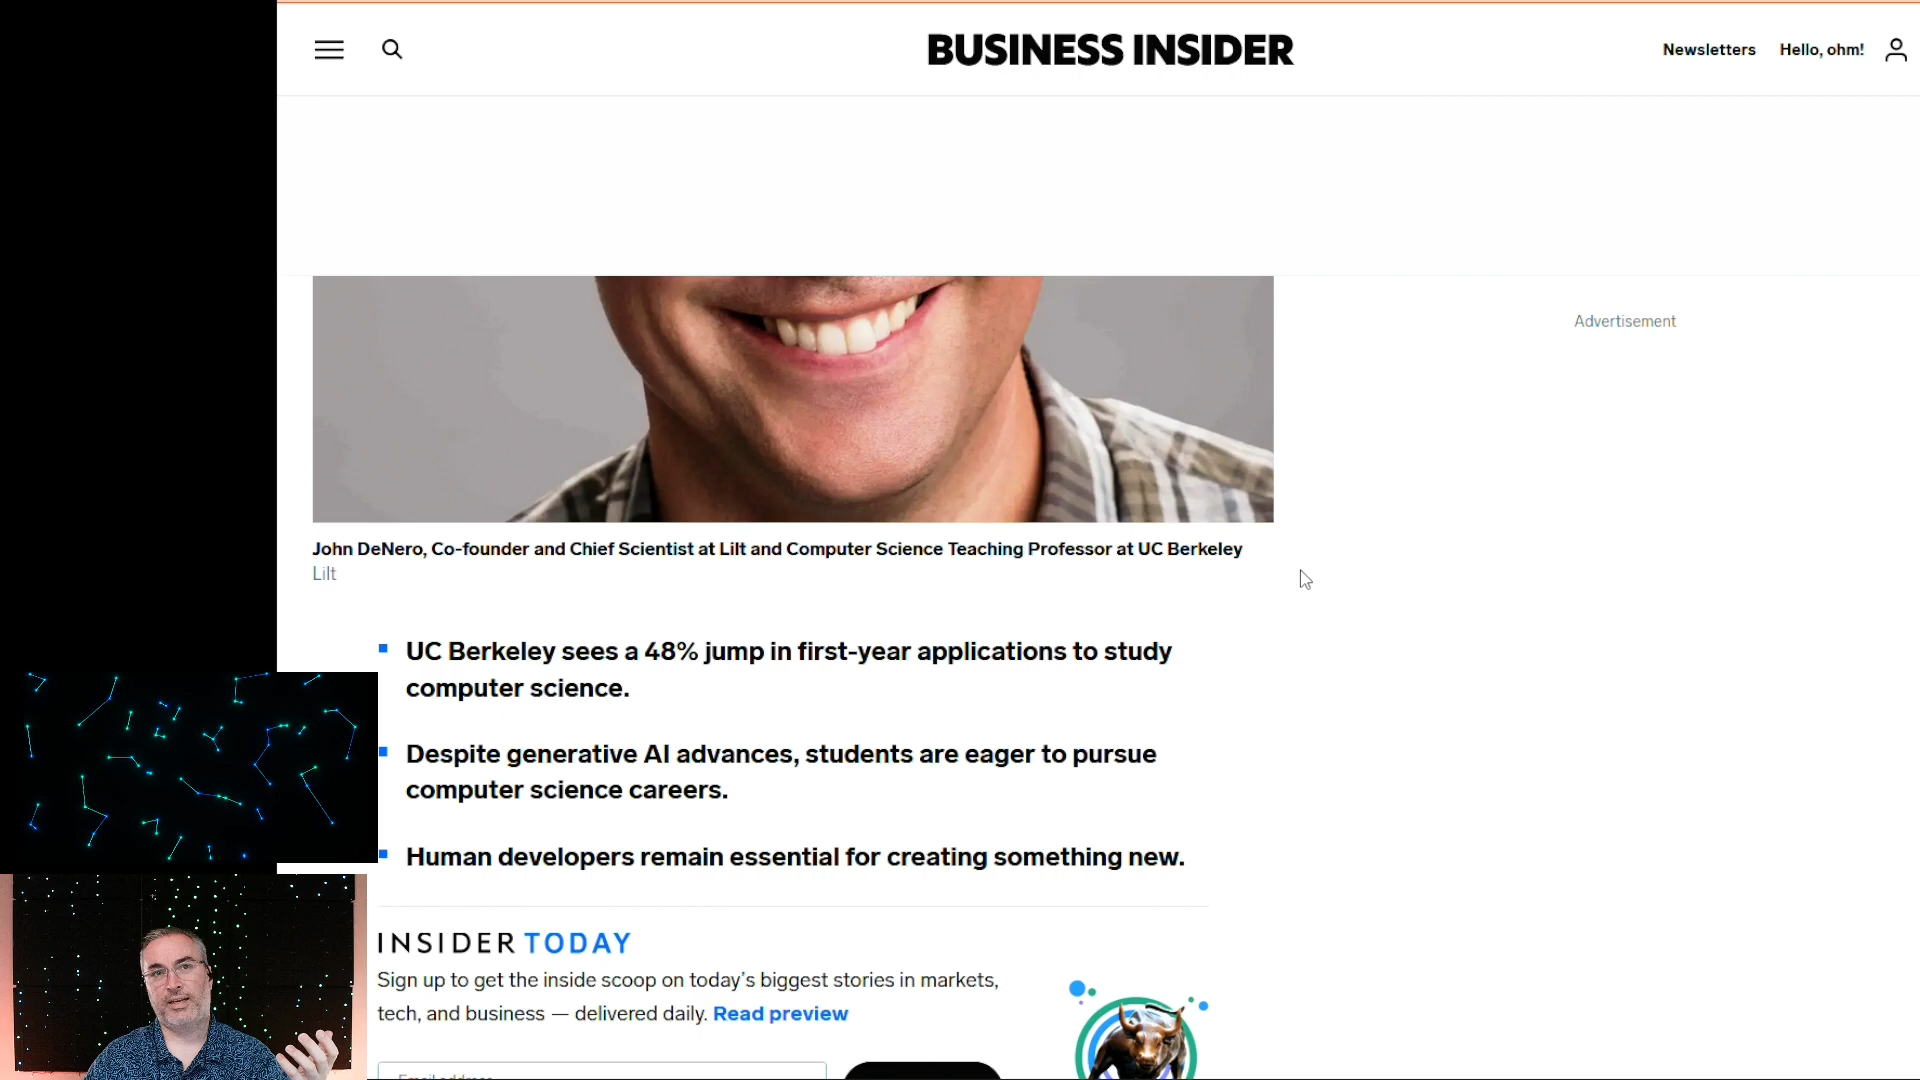 BUSINESS INSIDER
Newsletters
Hello, ohm!
Advertisement
John DeNero, Co-founder and Chief Scientist at Lilt and Computer Science Teaching Professor at UC Berkeley
Lilt
UC Berkeley sees a 48% jump in first-year applications to study
computer science.
Despite generative AI advances, students are eager to pursue
computer science careers.
Human developers remain essential for creating something new.
INSIDER TODAY
Sign up to get the inside scoop on today's biggest stories in markets,
tech, and business — delivered daily. Read preview
Email address